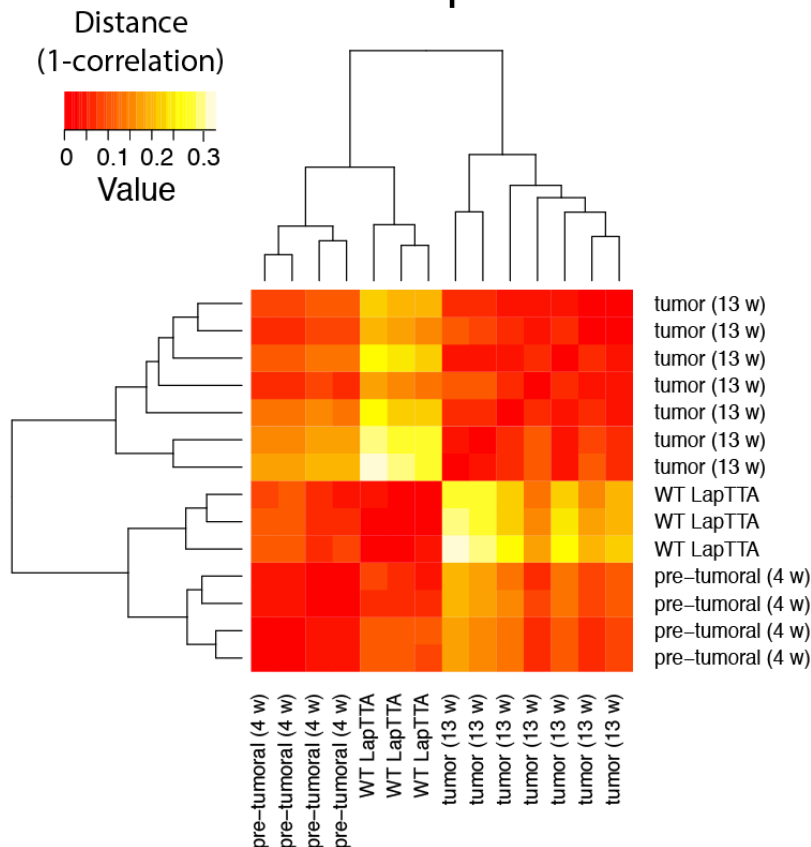 Distance
(1-correlation)
0 0.1 0.2 0.3
Value
tumor (13 w)
tumor (13 w)
tumor (13 w)
tumor (13 w)
tumor (13 w)
tumor (13 w)
tumor (13 w)
WT LapTTA
WT LapTTA
WT LapTTA
pre−tumoral (4 w)
pre−tumoral (4 w)
pre−tumoral (4 w)
pre−tumoral (4 w)
pre−tumoral (4 w)
pre−tumoral (4 w)
pre−tumoral (4 w)
pre−tumoral (4 w)
WT LapTTA
WT LapTTA
WT LapTTA
tumor (13 w)
tumor (13 w)
tumor (13 w)
tumor (13 w)
tumor (13 w)
tumor (13 w)
tumor (13 w)